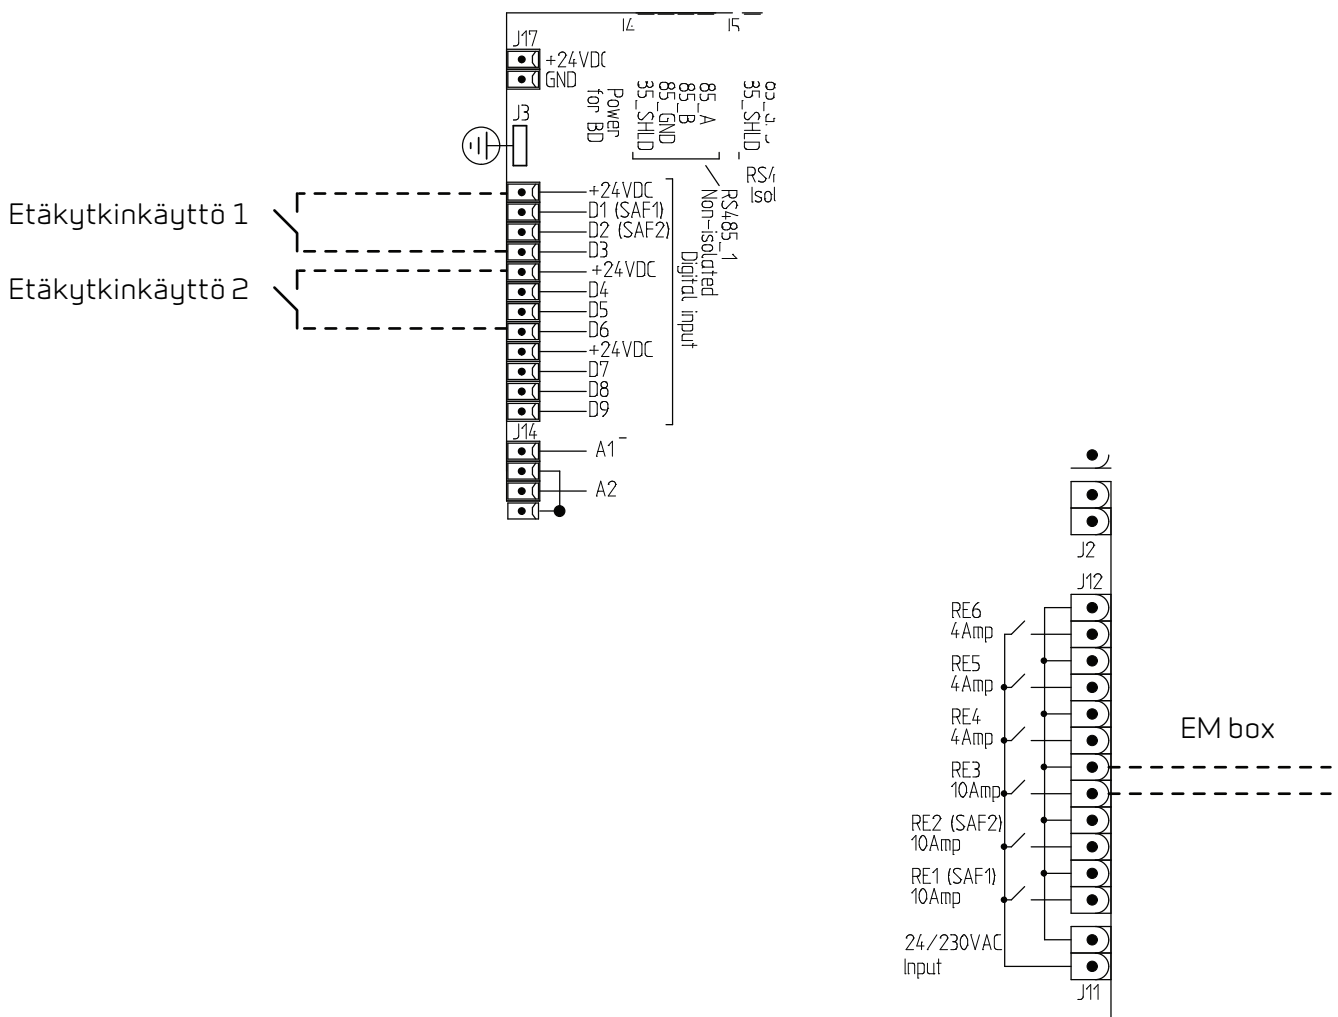 J17
+24VDC
GND
J3
Power
for BD
85_A
85_B
85_GND
RS485_1
Non-isolated
Etäkytkinkäyttö 1
+24VDC
D1 (SAF1)
D2 (SAF2)
D3
Etäkytkinkäyttö 2
+24VDC
D4
D5
D6
+24VDC
D7
D8
D9
Digital input
J14
A1
A2
J2
J12
RE6
4Amp
RE5
4Amp
RE4
4Amp
RE3
10Amp
RE2 (SAF2)
10Amp
RE1 (SAF1)
10Amp
24/230VAC
Input
J11
EM box